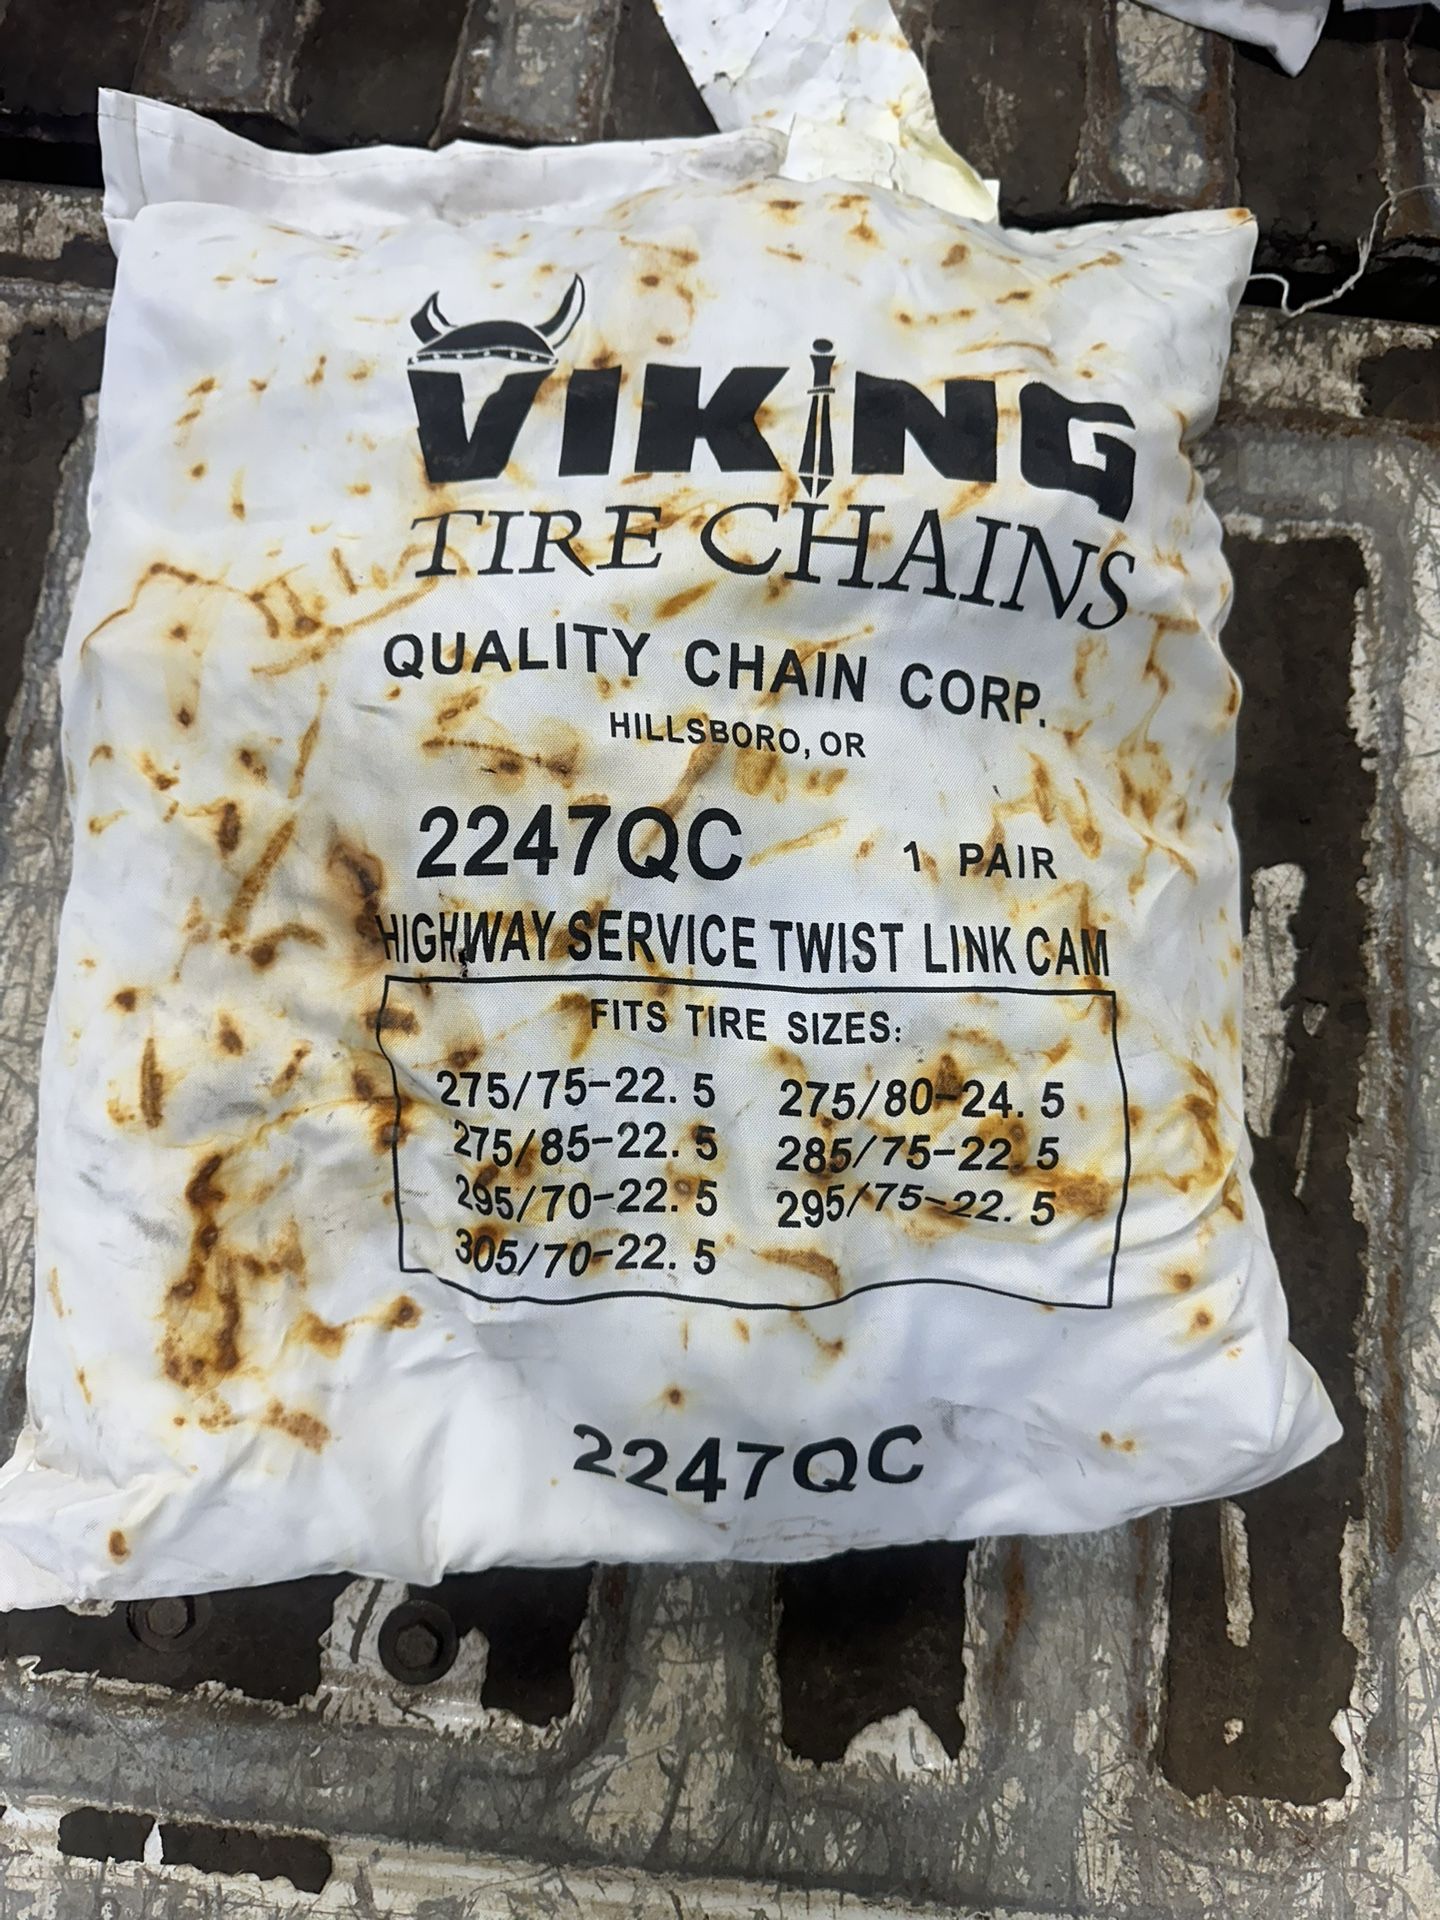 VIKING
TIRE CHAINS
QUALITY CHAIN CORP.
HILLSBORO, OR
2247QC 1 PAIR
HIGHWAY SERVICE TWIST LINK CAM
FITS TIRE SIZES:
275/75-22.5 275/80-24.5
275/85-22.5 285/75-22.5
295/70-22.5 295/75-22.5
305/70-22.5
2247QC